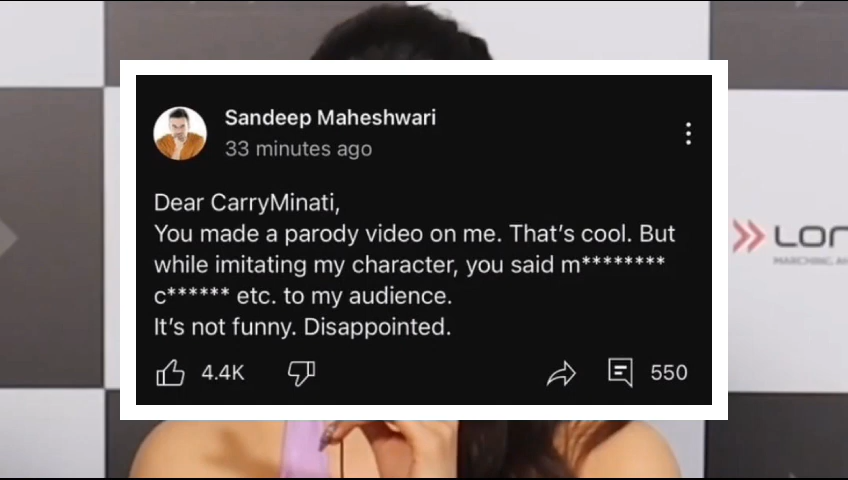 Sandeep Maheshwari
33 minutes ago
Dear CarryMinati,
You made a parody video on me. That's cool. But
while imitating my character, you said m********
c****** etc. to my audience.
It's not funny. Disappointed.
4.4K
550
LON